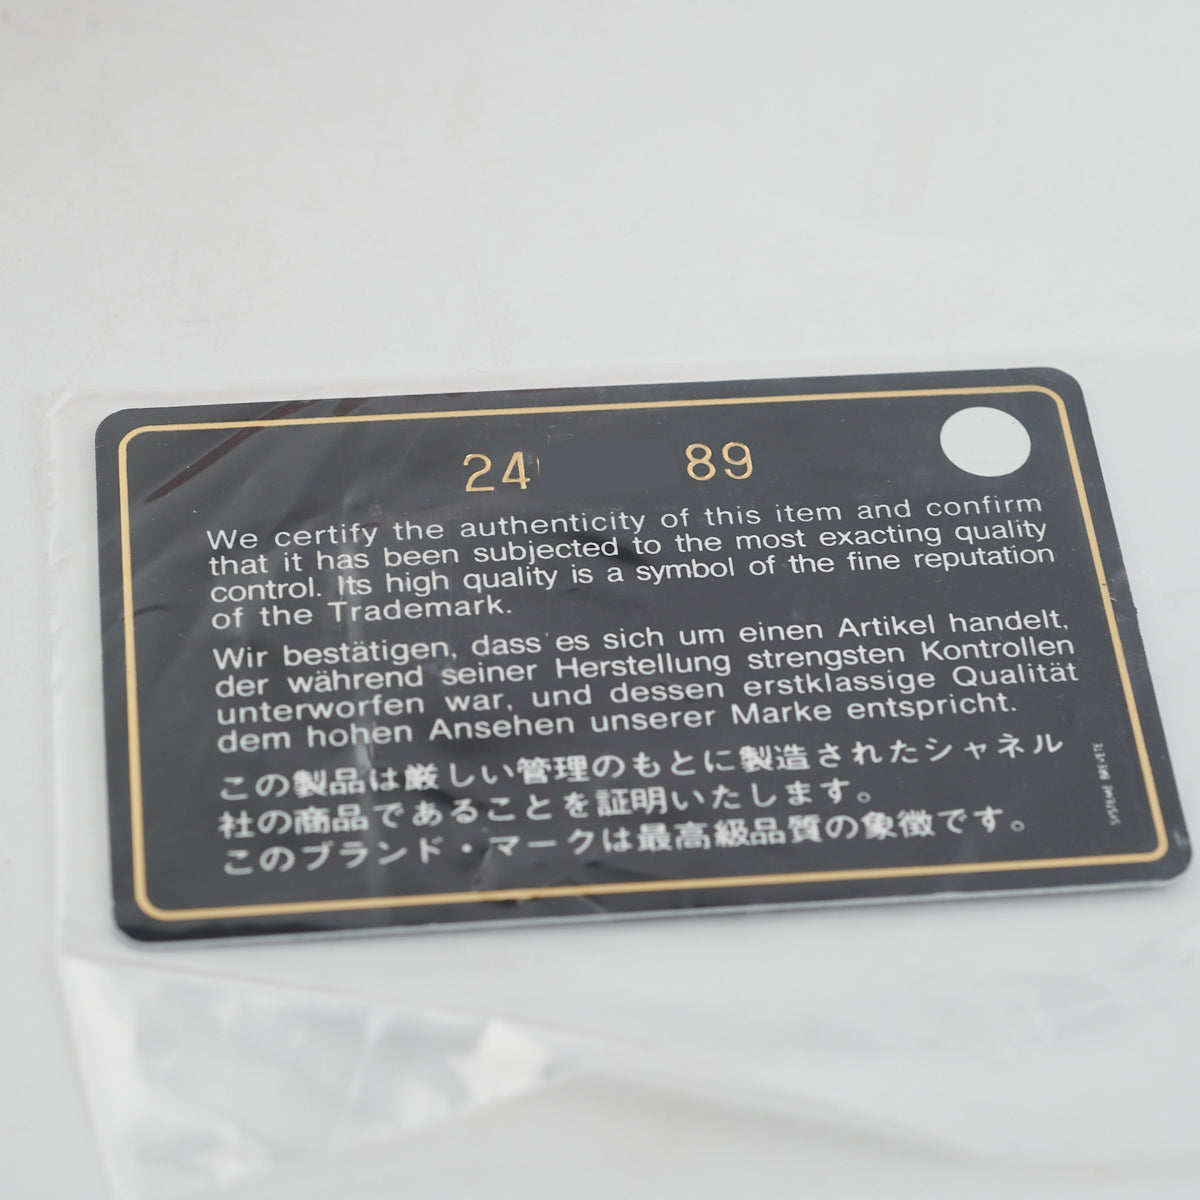 24 89
We certify the authenticity of this item and confirm
that it has been subjected to the most exacting quality
control. Its high quality is a symbol of the fine reputation
of the Trademark.
Wir bestätigen, dass es sich um einen Artikel handelt,
der während seiner Herstellung strengsten Kontrollen
unterworfen war, und dessen erstklassige Qualität
dem hohen Ansehen unserer Marke entspricht.
この製品は厳しい管理のもとに製造されたシャネル
社の商品であることを証明いたします。
このブランド・マークは最高級品質の象徴です。
SYSTEME BREVETE